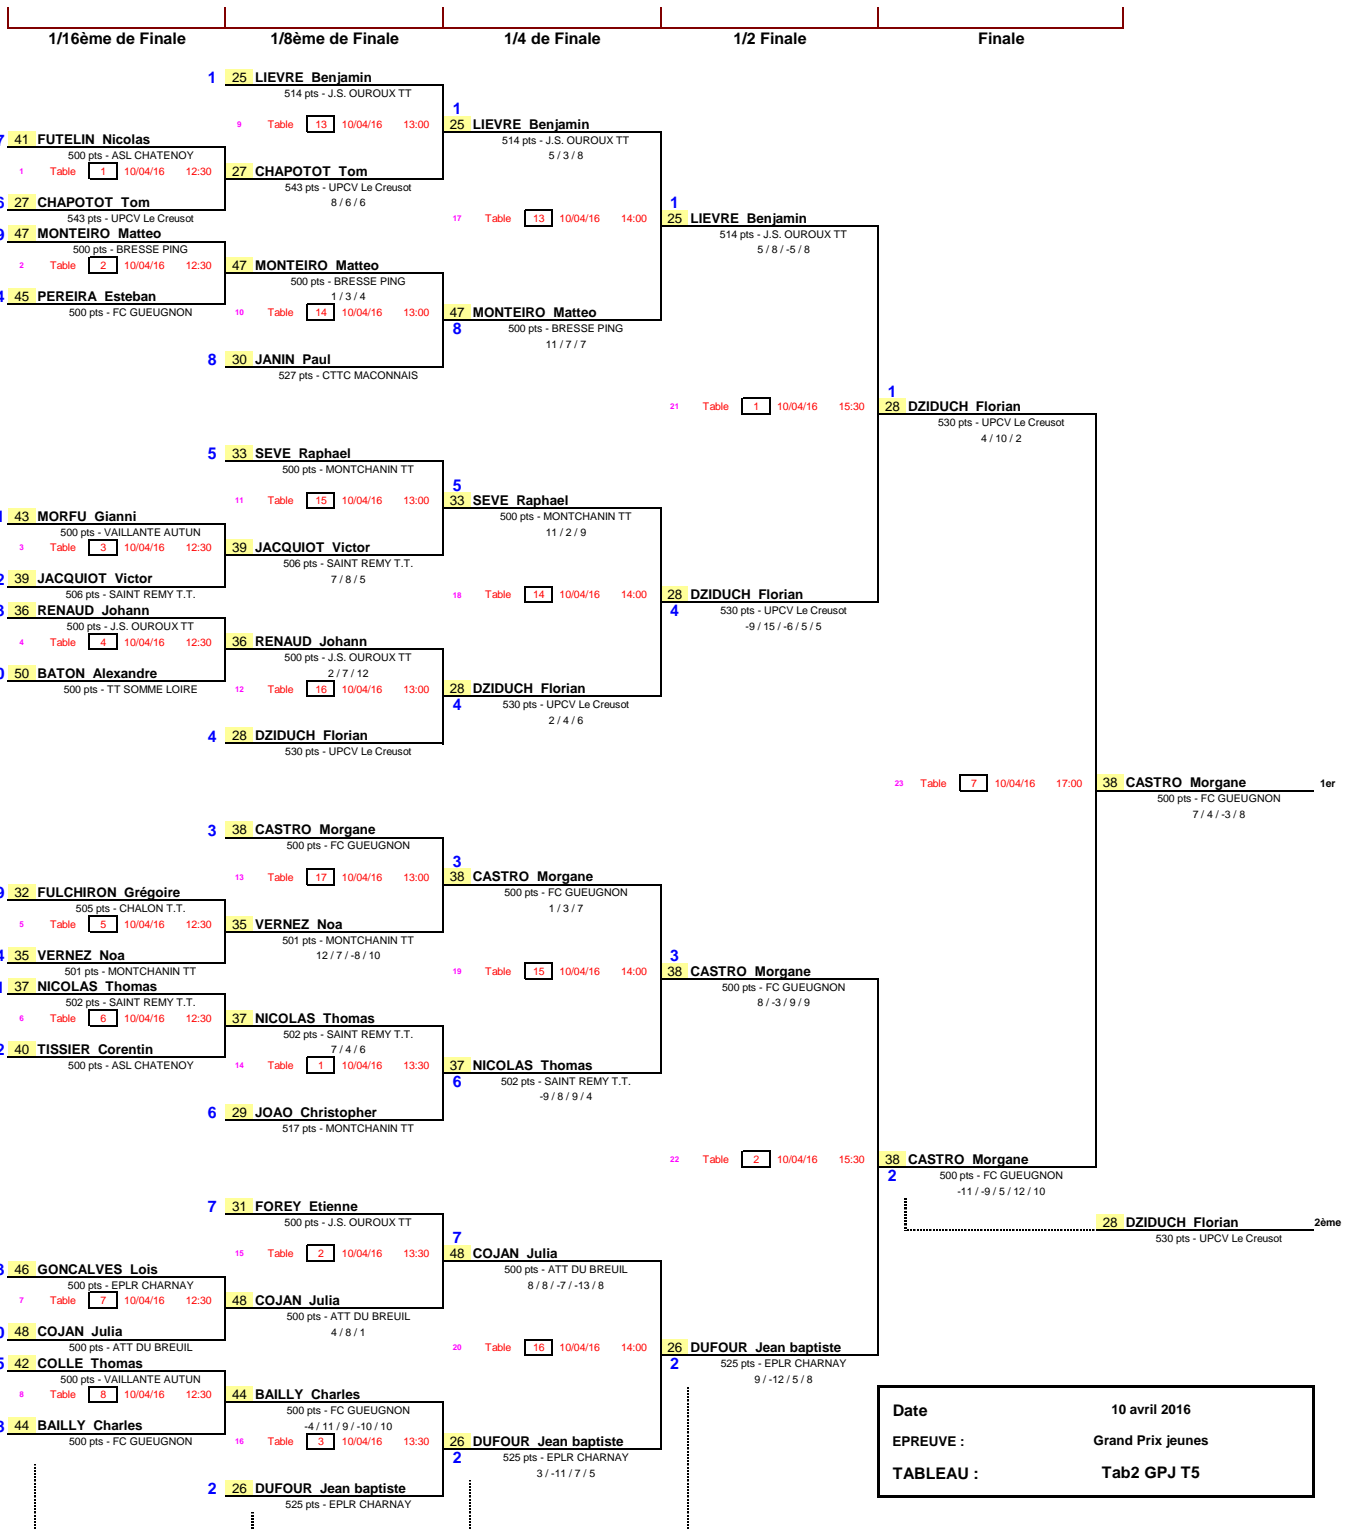 1/16ème de Finale
1/8ème de Finale
1/4 de Finale
1/2 Finale
Finale
1 25 LIEVRE Benjamin
514 pts - J.S. OUROUX TT
9 Table 13 10/04/16 13:00
1
25 LIEVRE Benjamin
514 pts - J.S. OUROUX TT
5 / 3 / 8
7 41 FUTELIN Nicolas
500 pts - ASL CHATENOY
1 Table 1 10/04/16 12:30
27 CHAPOTOT Tom
543 pts - UPCV Le Creusot
8 / 6 / 6
6 27 CHAPOTOT Tom
543 pts - UPCV Le Creusot
17 Table 13 10/04/16 14:00
1
25 LIEVRE Benjamin
514 pts - J.S. OUROUX TT
5 / 8 / -5 / 8
9 47 MONTEIRO Matteo
500 pts - BRESSE PING
2 Table 2 10/04/16 12:30
47 MONTEIRO Matteo
500 pts - BRESSE PING
1 / 3 / 4
4 45 PEREIRA Esteban
500 pts - FC GUEUGNON
10 Table 14 10/04/16 13:00
47 MONTEIRO Matteo
8 500 pts - BRESSE PING
11 / 7 / 7
8 30 JANIN Paul
527 pts - CTTC MACONNAIS
21 Table 1 10/04/16 15:30
1
28 DZIDUCH Florian
530 pts - UPCV Le Creusot
4 / 10 / 2
5 33 SEVE Raphael
500 pts - MONTCHANIN TT
11 Table 15 10/04/16 13:00
5
33 SEVE Raphael
500 pts - MONTCHANIN TT
11 / 2 / 9
43 MORFU Gianni
500 pts - VAILLANTE AUTUN
3 Table 3 10/04/16 12:30
39 JACQUIOT Victor
506 pts - SAINT REMY T.T.
7 / 8 / 5
2 39 JACQUIOT Victor
506 pts - SAINT REMY T.T.
18 Table 14 10/04/16 14:00
28 DZIDUCH Florian
4 530 pts - UPCV Le Creusot
-9 / 15 / -6 / 5 / 5
3 36 RENAUD Johann
500 pts - J.S. OUROUX TT
4 Table 4 10/04/16 12:30
36 RENAUD Johann
500 pts - J.S. OUROUX TT
2 / 7 / 12
0 50 BATON Alexandre
500 pts - TT SOMME LOIRE
12 Table 16 10/04/16 13:00
28 DZIDUCH Florian
4 530 pts - UPCV Le Creusot
2 / 4 / 6
4 28 DZIDUCH Florian
530 pts - UPCV Le Creusot
23 Table 7 10/04/16 17:00
38 CASTRO Morgane 1er
500 pts - FC GUEUGNON
7 / 4 / -3 / 8
3 38 CASTRO Morgane
500 pts - FC GUEUGNON
13 Table 17 10/04/16 13:00
3
38 CASTRO Morgane
500 pts - FC GUEUGNON
1 / 3 / 7
9 32 FULCHIRON Grégoire
505 pts - CHALON T.T.
5 Table 5 10/04/16 12:30
35 VERNEZ Noa
501 pts - MONTCHANIN TT
12 / 7 / -8 / 10
4 35 VERNEZ Noa
501 pts - MONTCHANIN TT
19 Table 15 10/04/16 14:00
3
38 CASTRO Morgane
500 pts - FC GUEUGNON
8 / -3 / 9 / 9
37 NICOLAS Thomas
502 pts - SAINT REMY T.T.
6 Table 6 10/04/16 12:30
37 NICOLAS Thomas
502 pts - SAINT REMY T.T.
7 / 4 / 6
2 40 TISSIER Corentin
500 pts - ASL CHATENOY
14 Table 1 10/04/16 13:30
37 NICOLAS Thomas
6 502 pts - SAINT REMY T.T.
-9 / 8 / 9 / 4
6 29 JOAO Christopher
517 pts - MONTCHANIN TT
22 Table 2 10/04/16 15:30
38 CASTRO Morgane
2 500 pts - FC GUEUGNON
-11 / -9 / 5 / 12 / 10
28 DZIDUCH Florian 2ème
530 pts - UPCV Le Creusot
7 31 FOREY Etienne
500 pts - J.S. OUROUX TT
15 Table 2 10/04/16 13:30
7
48 COJAN Julia
500 pts - ATT DU BREUIL
8 / 8 / -7 / -13 / 8
3 46 GONCALVES Lois
500 pts - EPLR CHARNAY
7 Table 7 10/04/16 12:30
48 COJAN Julia
500 pts - ATT DU BREUIL
4 / 8 / 1
0 48 COJAN Julia
500 pts - ATT DU BREUIL
20 Table 16 10/04/16 14:00
26 DUFOUR Jean baptiste
2 525 pts - EPLR CHARNAY
9 / -12 / 5 / 8
5 42 COLLE Thomas
500 pts - VAILLANTE AUTUN
8 Table 8 10/04/16 12:30
44 BAILLY Charles
500 pts - FC GUEUGNON
-4 / 11 / 9 / -10 / 10
3 44 BAILLY Charles
500 pts - FC GUEUGNON
16 Table 3 10/04/16 13:30
26 DUFOUR Jean baptiste
2 525 pts - EPLR CHARNAY
3 / -11 / 7 / 5
2 26 DUFOUR Jean baptiste
525 pts - EPLR CHARNAY
Date 10 avril 2016
EPREUVE : Grand Prix jeunes
TABLEAU : Tab2 GPJ T5